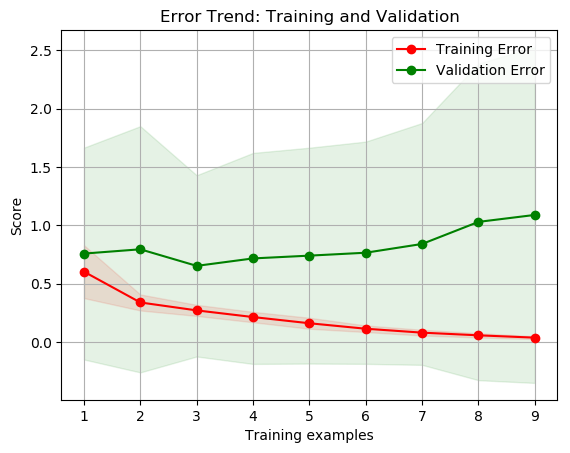 Error Trend: Training and Validation
Training Error
Validation Error
Score
2.5
2.0
1.5
1.0
0.5
0.0
1 2 3 4 5 6 7 8 9
Training examples